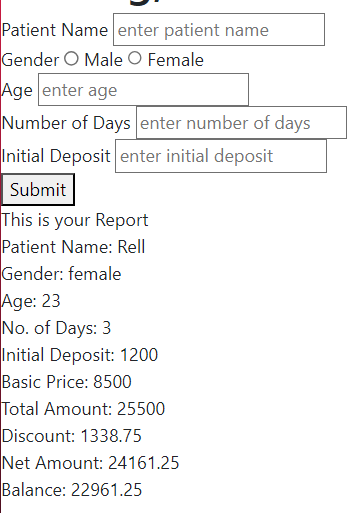 Patient Name enter patient name
Gender Male Female
Age enter age
Number of Days enter number of days
Initial Deposit enter initial deposit
Submit
This is your Report
Patient Name: Rell
Gender: female
Age: 23
No. of Days: 3
Initial Deposit: 1200
Basic Price: 8500
Total Amount: 25500
Discount: 1338.75
Net Amount: 24161.25
Balance: 22961.25